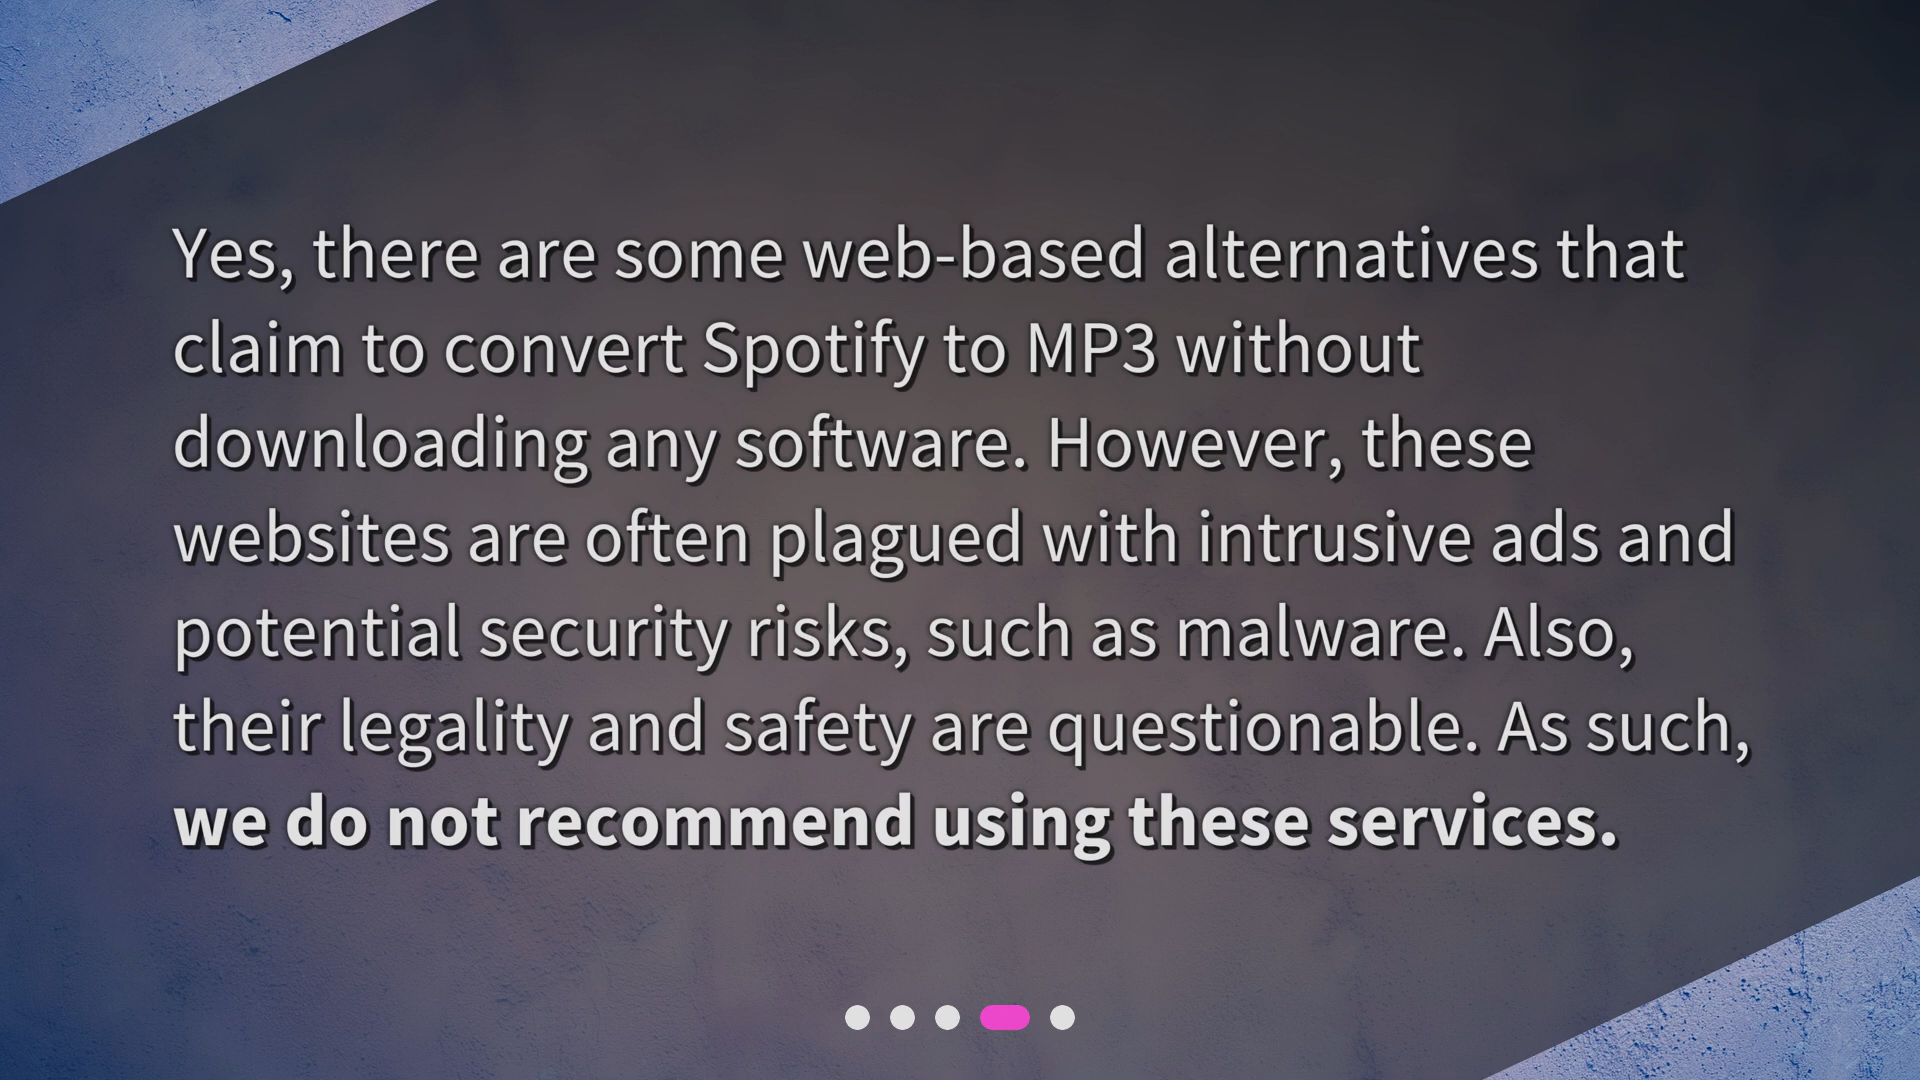 Yes, there are some web-based alternatives that
claim to convert Spotify to MP3 without
downloading any software. However, these
websites are often plagued with intrusive ads and
potential security risks, such as malware. Also,
their legality and safety are questionable. As such,
we do not recommend using these services.